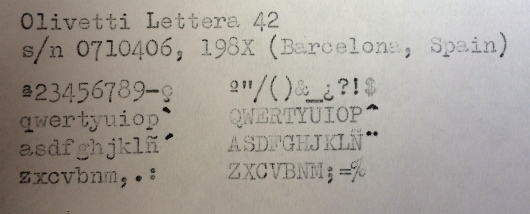 Olivetti Lettera 42
s/n 0710406, 198X (Barcelona, Spain)
ª23456789-ç º"/()&_¿?!$
qwertyuiop` QWERTYUIOP^
asdfghjklñ´ ASDFGHJKLÑ¨
zxcvbnm,.: ZXCVBNM;=%